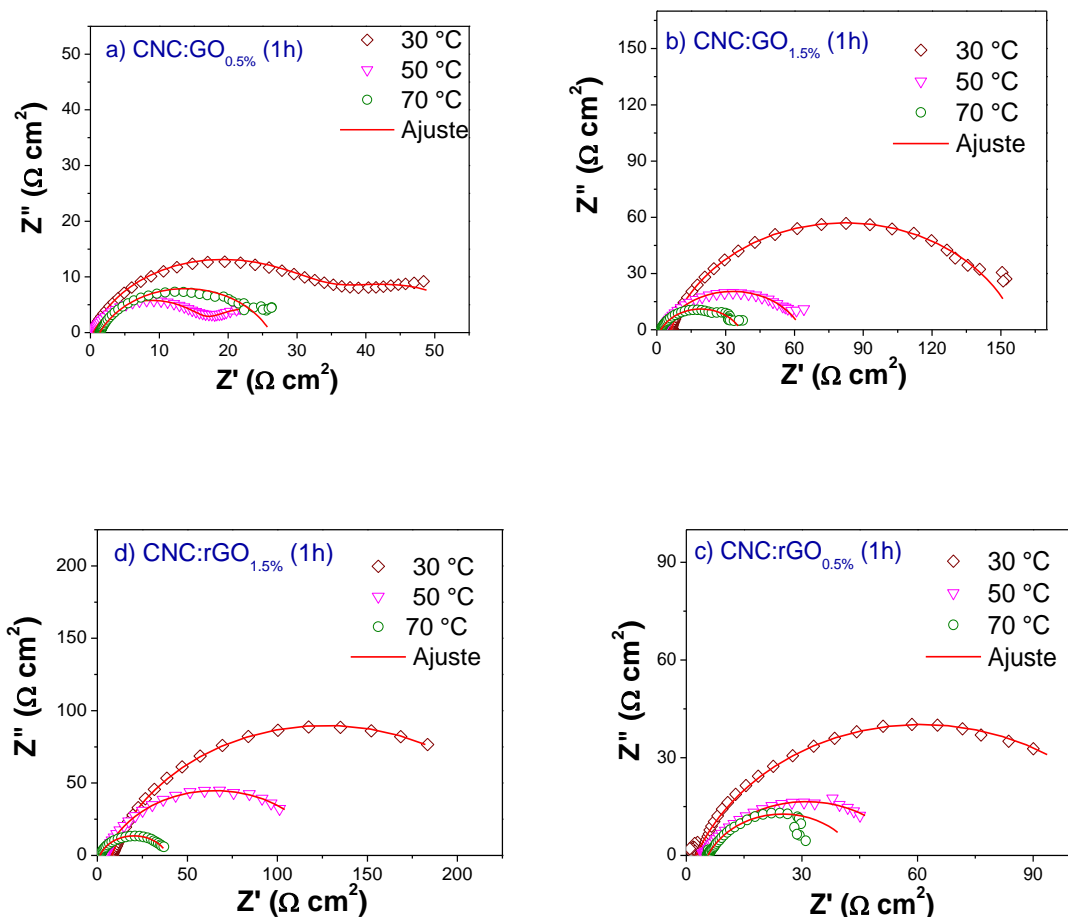 a) CNC:GO0.5% (1h)
30 °C
50 °C
70 °C
Ajuste
Z" (Ω cm2)
55
50
40
30
20
10
0
0
10
20
30
40
50
Z' (Ω cm2)
b) CNC:GO1.5% (1h)
30 °C
50 °C
70 °C
Ajuste
Z" (Ω cm2)
150
120
90
60
30
0
0
30
60
90
120
150
Z' (Ω cm2)
d) CNC:rGO1.5% (1h)
30 °C
50 °C
70 °C
Ajuste
Z" (Ω cm2)
200
150
100
50
0
0
50
100
150
200
Z' (Ω cm2)
c) CNC:rGO0.5% (1h)
30 °C
50 °C
70 °C
Ajuste
Z" (Ω cm2)
90
60
30
0
0
30
60
90
Z' (Ω cm2)